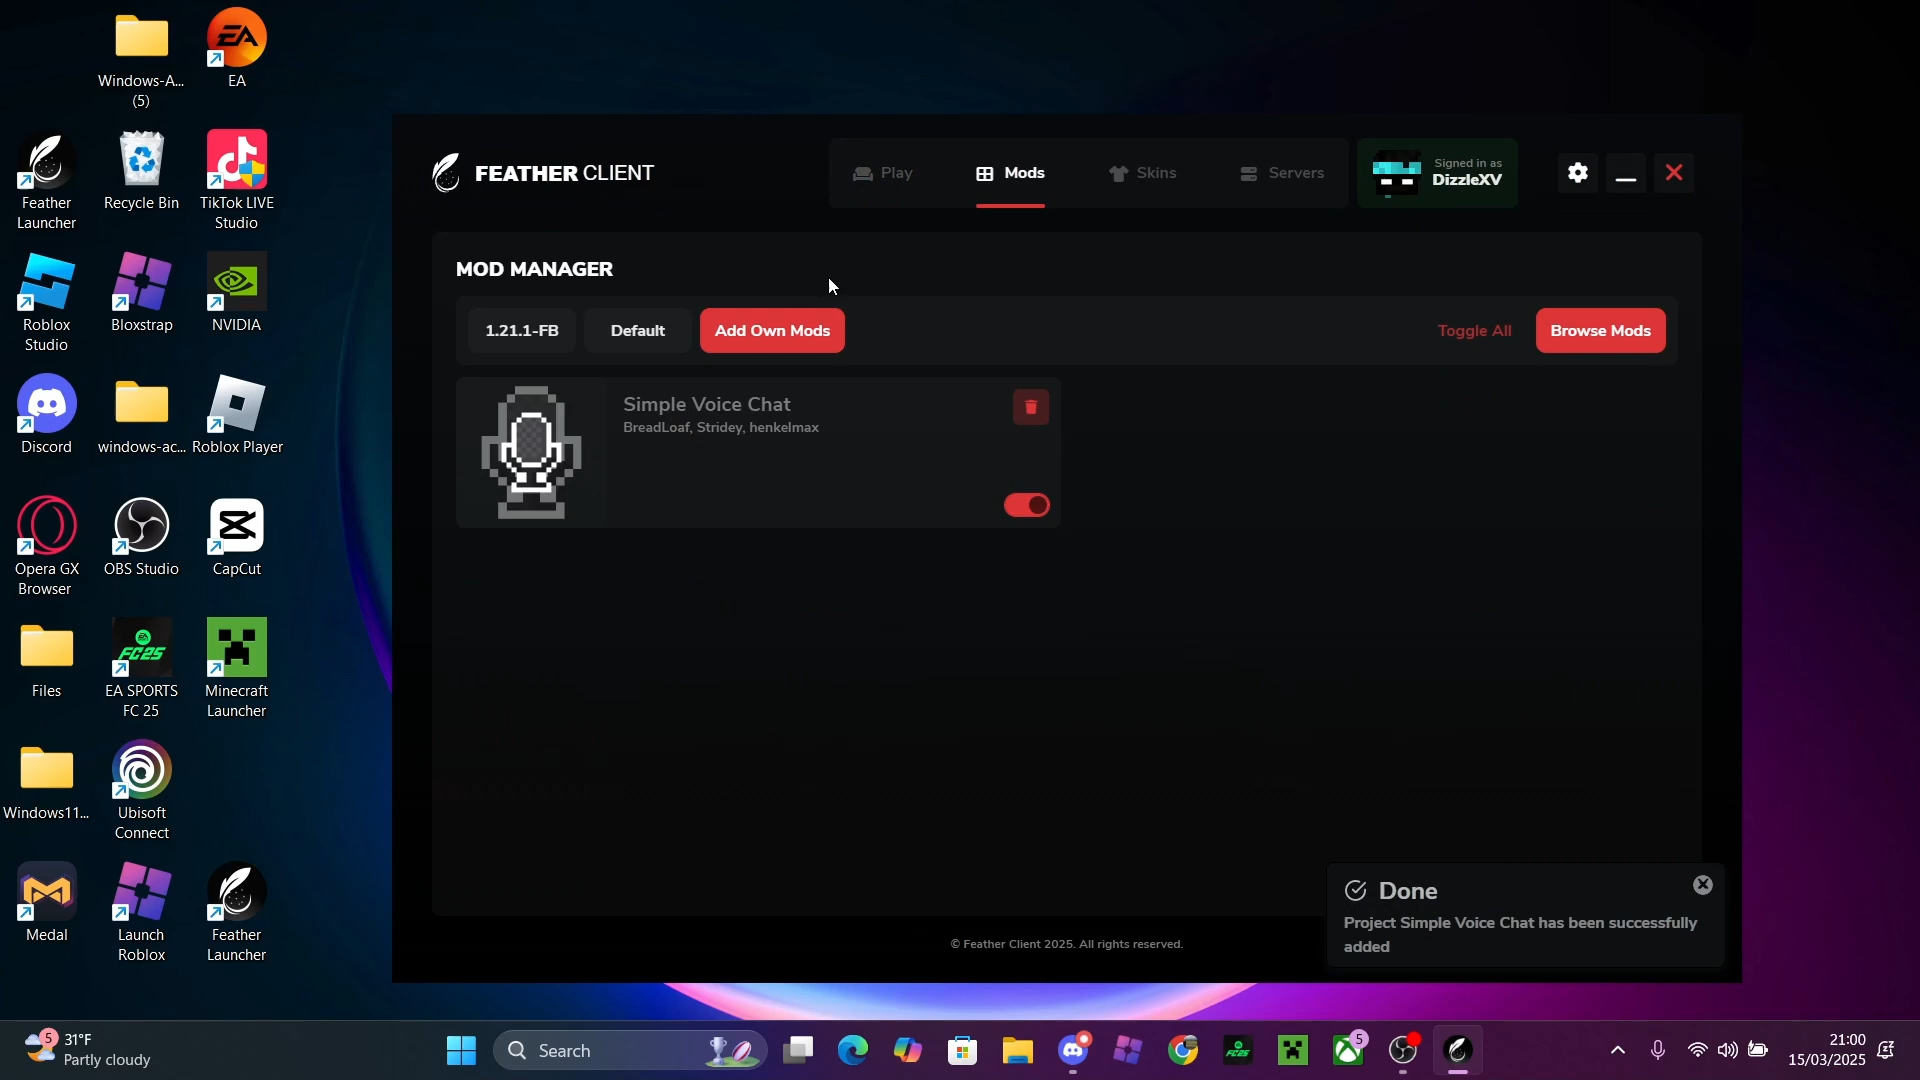 Windows-A...
(5)
EA
Feather
Launcher
Recycle Bin
TikTok LIVE
Studio
Roblox
Studio
Bloxstrap
NVIDIA
Discord
windows-ac...
Roblox Player
Opera GX
Browser
OBS Studio
CapCut
Files
EA SPORTS
FC 25
Minecraft
Launcher
Windows11...
Ubisoft
Connect
Medal
Launch
Roblox
Feather
Launcher
FEATHER CLIENT
Play
Mods
Skins
Servers
Signed in as
DizzleXV
MOD MANAGER
1.21.1-FB
Default
Add Own Mods
Toggle All
Browse Mods
Simple Voice Chat
BreadLoaf, Stridey, henkelmax
Done
Project Simple Voice Chat has been successfully
added
© Feather Client 2025. All rights reserved.
5
31°F
Partly cloudy
Search
FC25
5
21:00
15/03/2025